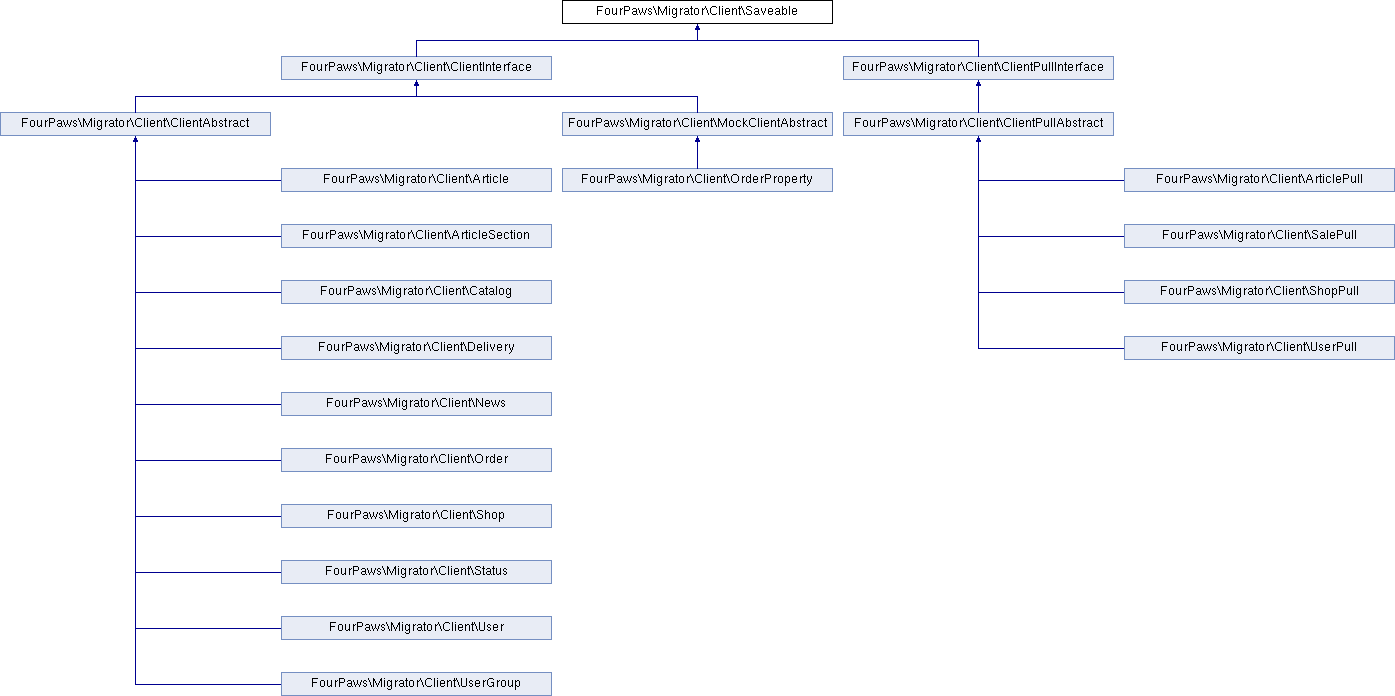 FourPaws\Migrator\Client\Saveable
FourPaws\Migrator\Client\ClientInterface
FourPaws\Migrator\Client\ClientPullInterface
FourPaws\Migrator\Client\ClientAbstract
FourPaws\Migrator\Client\MockClientAbstract
FourPaws\Migrator\Client\ClientPullAbstract
FourPaws\Migrator\Client\Article
FourPaws\Migrator\Client\OrderProperty
FourPaws\Migrator\Client\ArticlePull
FourPaws\Migrator\Client\ArticleSection
FourPaws\Migrator\Client\SalePull
FourPaws\Migrator\Client\Catalog
FourPaws\Migrator\Client\ShopPull
FourPaws\Migrator\Client\Delivery
FourPaws\Migrator\Client\UserPull
FourPaws\Migrator\Client\News
FourPaws\Migrator\Client\Order
FourPaws\Migrator\Client\Shop
FourPaws\Migrator\Client\Status
FourPaws\Migrator\Client\User
FourPaws\Migrator\Client\UserGroup